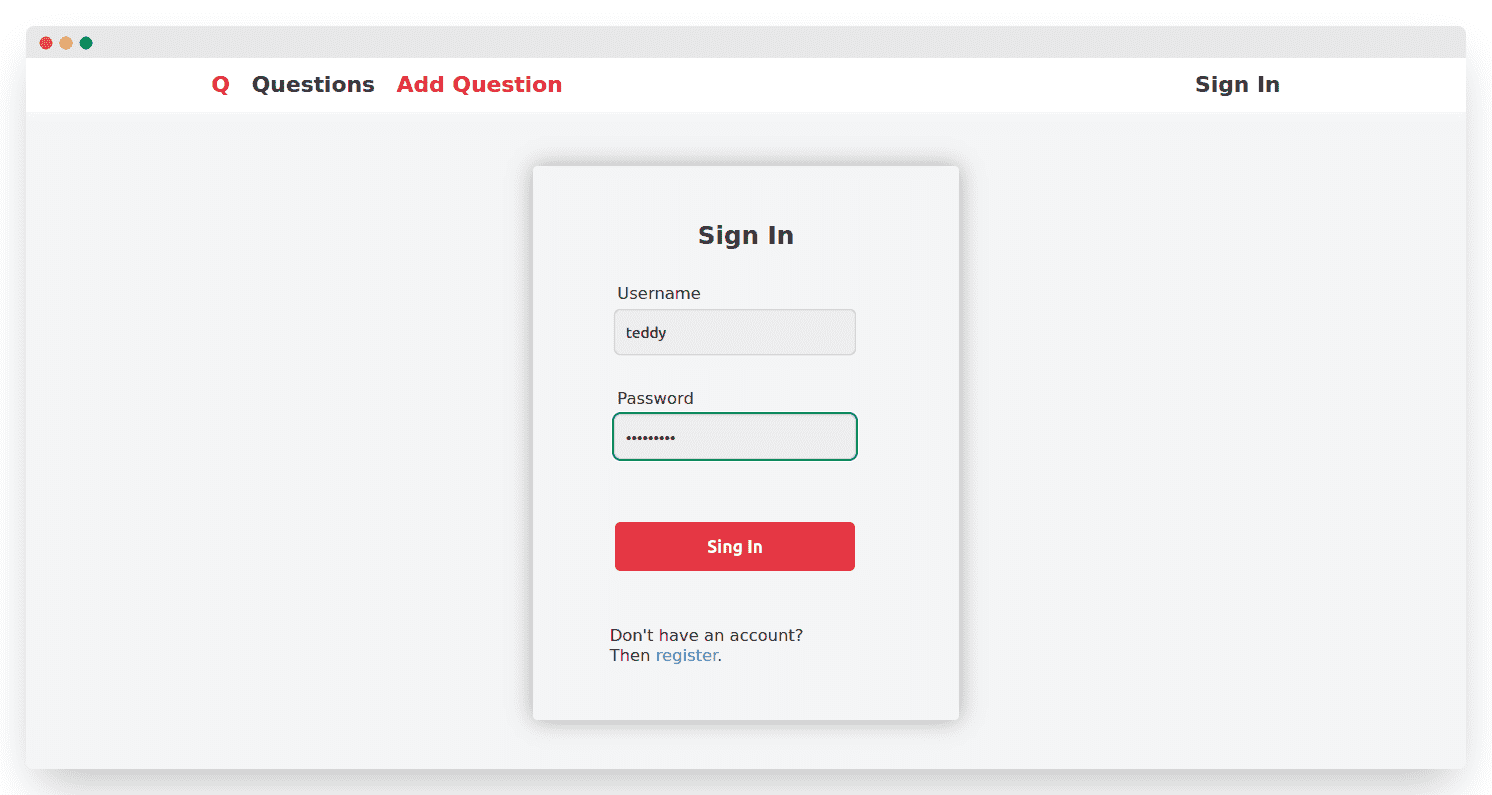 Q Questions Add Question Sign In
Sign In
Username
teddy
Password
•••••••••
Sing In
Don't have an account?
Then register.